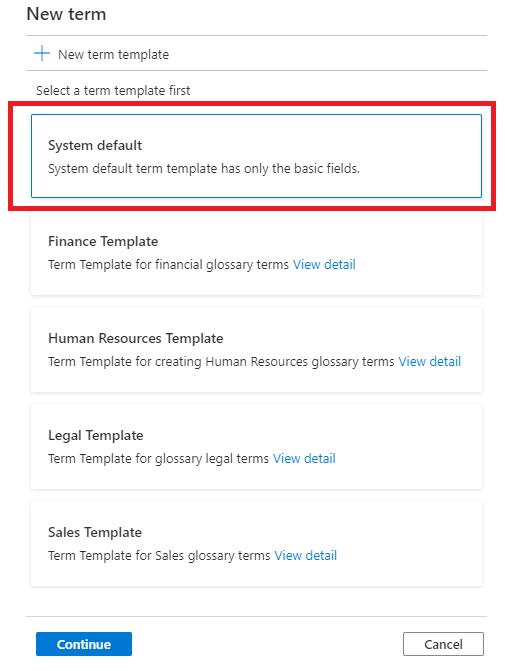 New term
New term template
Select a term template first
System default
System default term template has only the basic fields.
Finance Template
Term Template for financial glossary terms View detail
Human Resources Template
Term Template for creating Human Resources glossary terms View detail
Legal Template
Term Template for glossary legal terms View detail
Sales Template
Term Template for Sales glossary terms View detail
Continue
Cancel